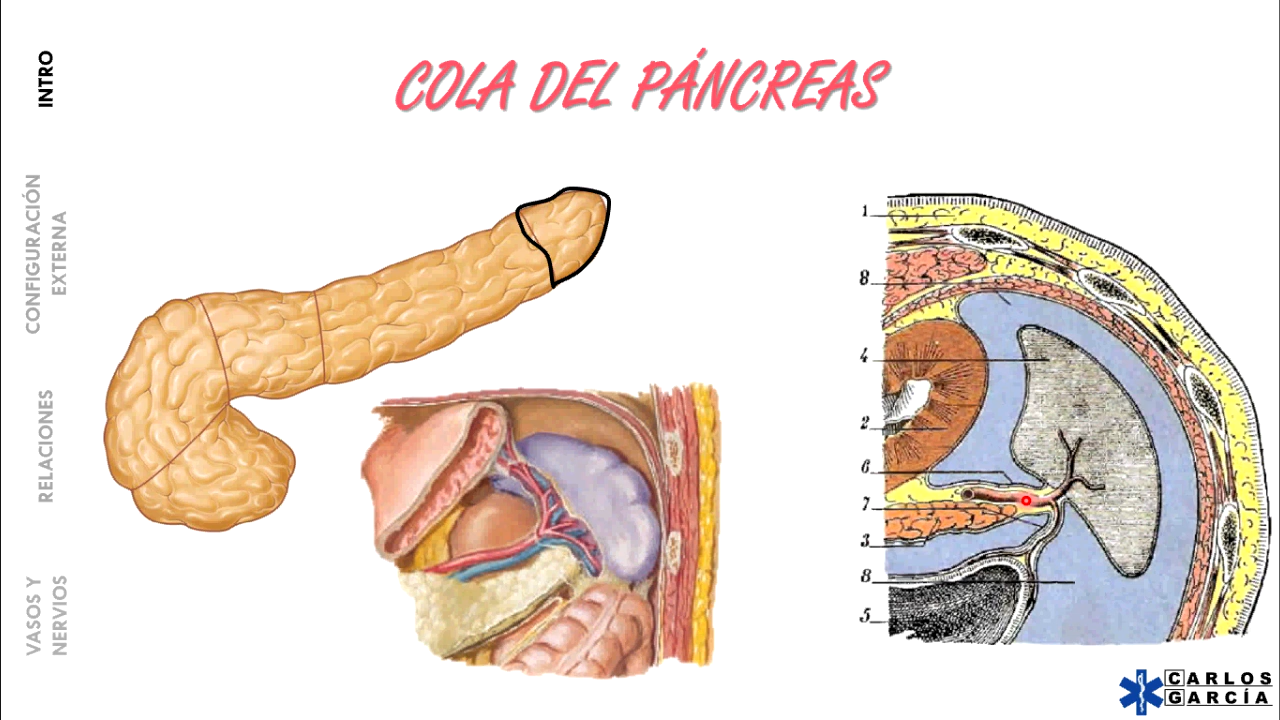 COLA DEL PÁNCREAS
INTRO
CONFIGURACIÓN
EXTERNA
RELACIONES
VASOS Y
NERVIOS
1
8
4
2
6
7
3
8
5
CARLOS
GARCÍA